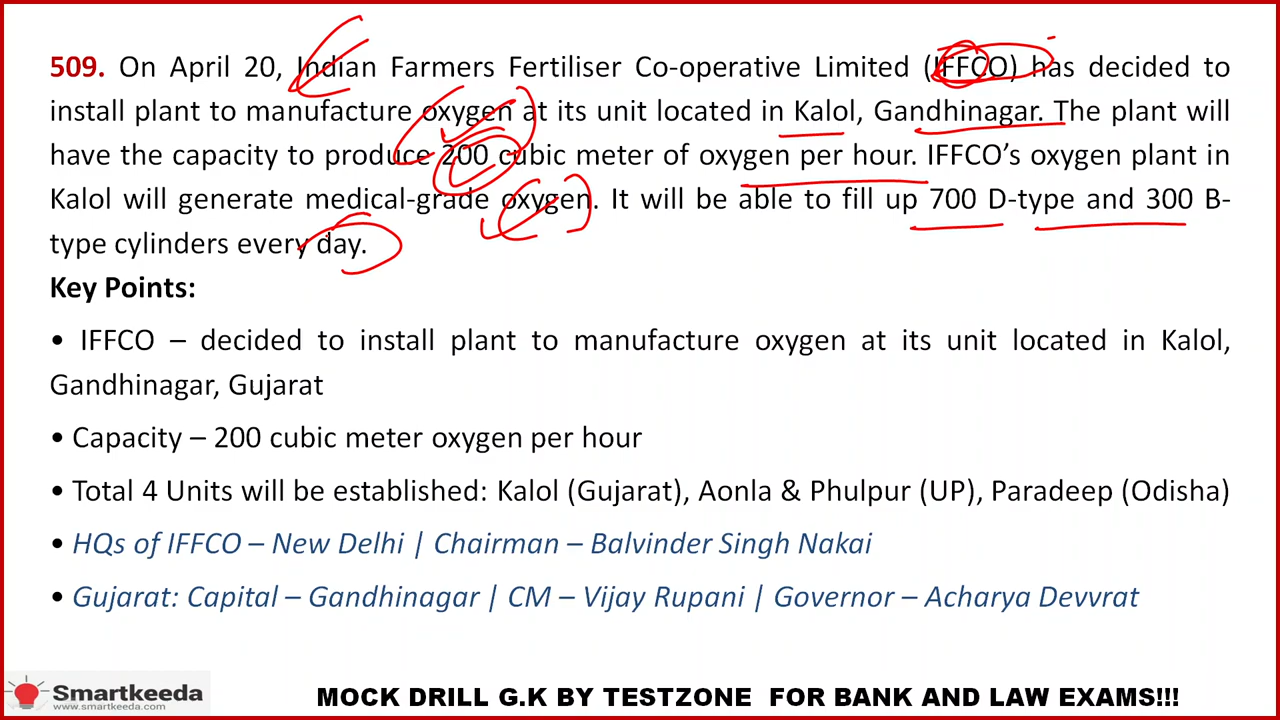 509. On April 20, Indian Farmers Fertiliser Co-operative Limited (IFFCO) has decided to
install plant to manufacture oxygen at its unit located in Kalol, Gandhinagar. The plant will
have the capacity to produce 200 cubic meter of oxygen per hour. IFFCO’s oxygen plant in
Kalol will generate medical-grade oxygen. It will be able to fill up 700 D-type and 300 B-
type cylinders every day.
Key Points:
• IFFCO – decided to install plant to manufacture oxygen at its unit located in Kalol,
Gandhinagar, Gujarat
• Capacity – 200 cubic meter oxygen per hour
• Total 4 Units will be established: Kalol (Gujarat), Aonla & Phulpur (UP), Paradeep (Odisha)
• HQs of IFFCO – New Delhi | Chairman – Balvinder Singh Nakai
• Gujarat: Capital – Gandhinagar | CM – Vijay Rupani | Governor – Acharya Devvrat
Smartkeeda
www.smartkeeda.com
MOCK DRILL G.K BY TESTZONE FOR BANK AND LAW EXAMS!!!